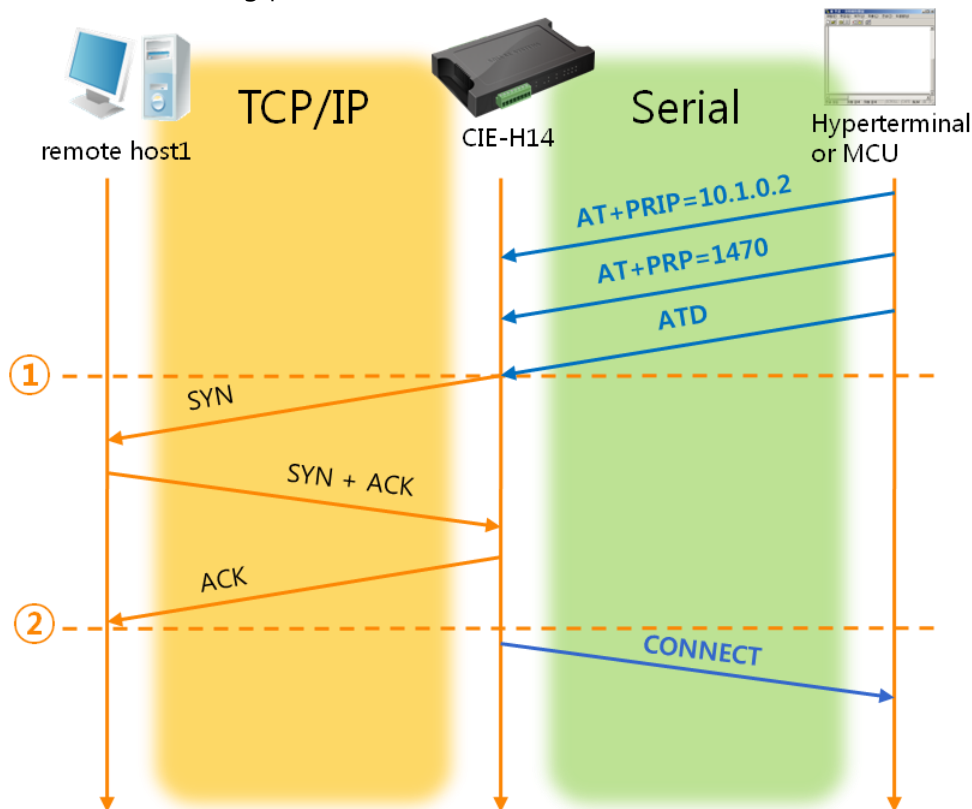 TCP/IP
Serial
remote host1
CIE-H14
Hyperterminal
or MCU
AT+PRIP=10.1.0.2
AT+PRP=1470
ATD
①
SYN
SYN + ACK
ACK
②
CONNECT